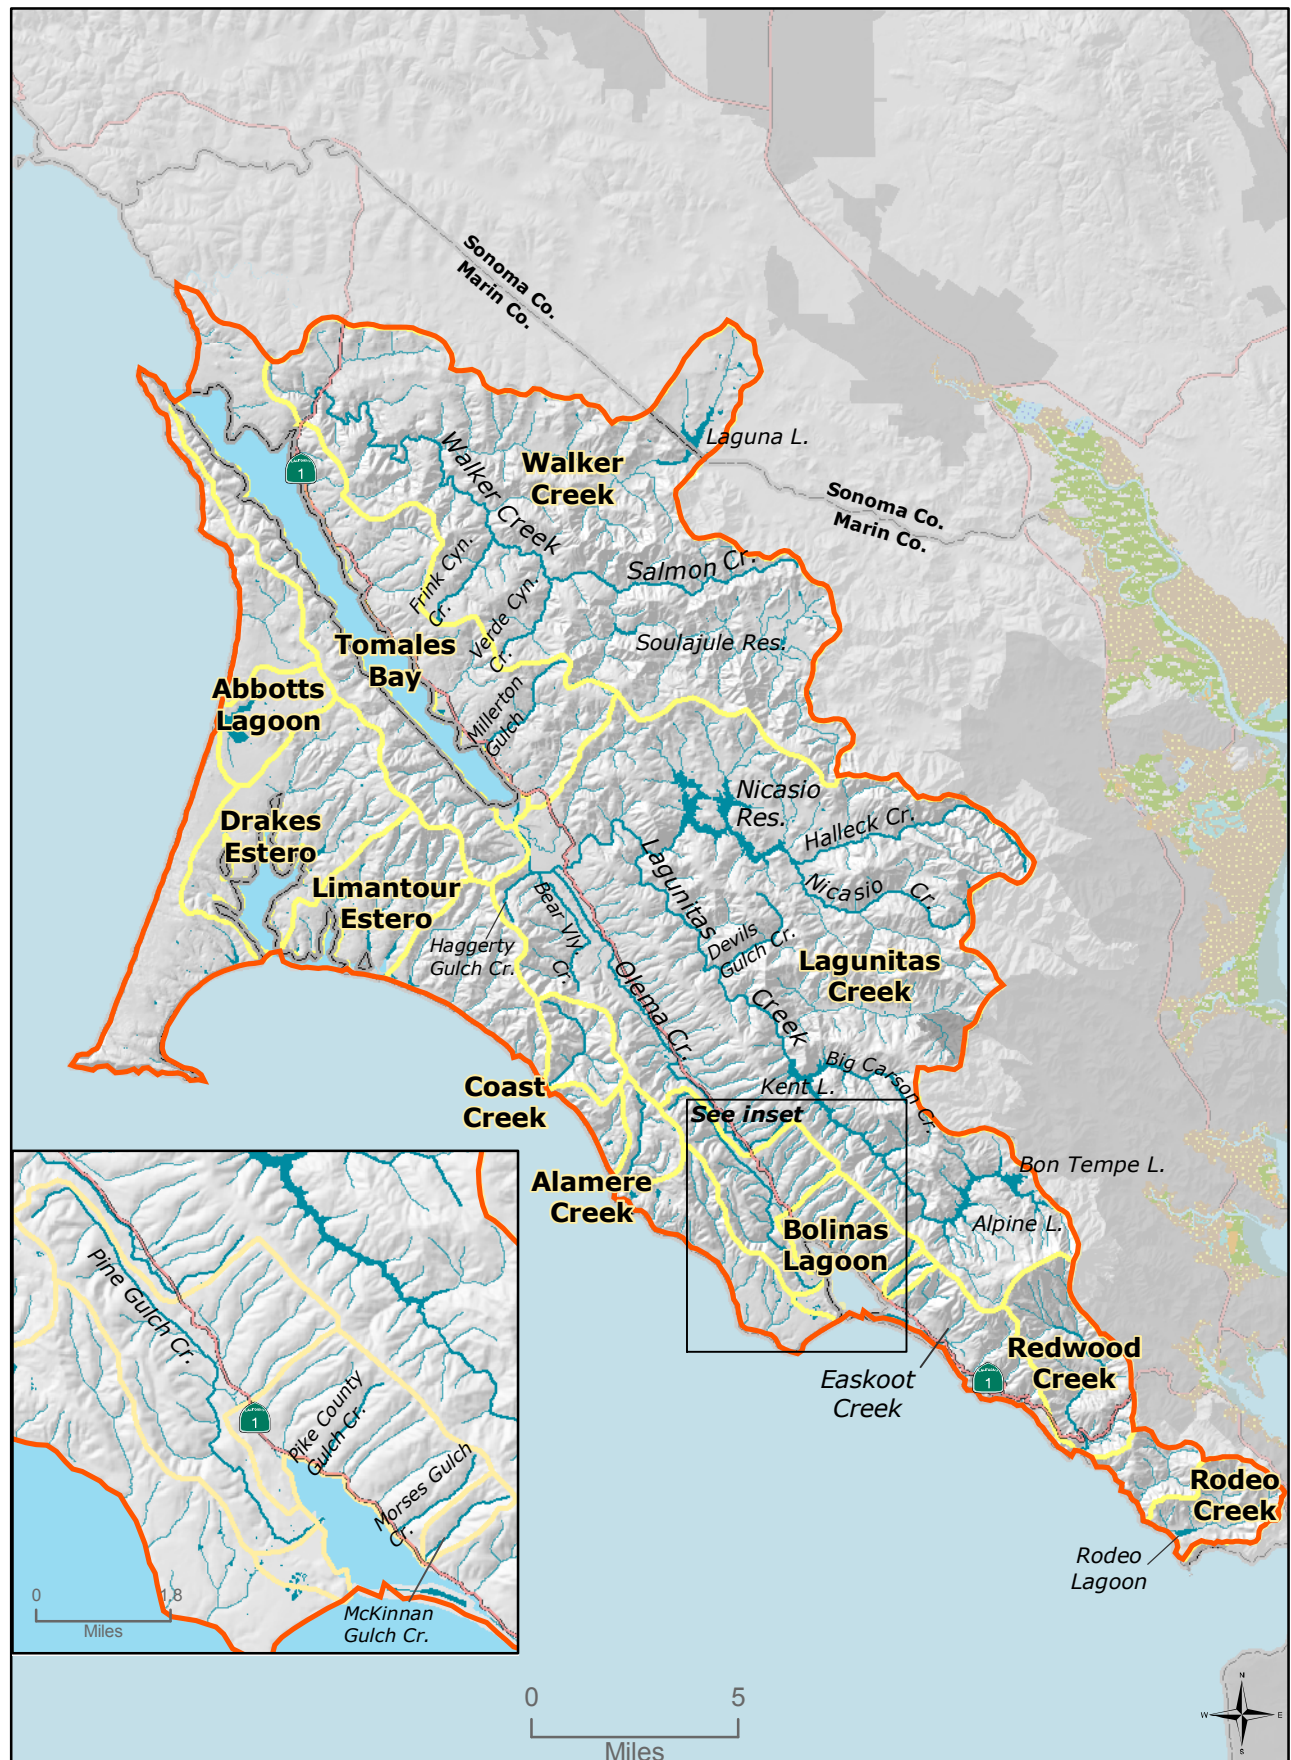 Sonoma Co.
Marin Co.
Laguna L.
Walker
Creek
Walker Creek
Sonoma Co.
Marin Co.
1
Salmon Cr.
Frink Cyn.
Cr.
Verde Cyn.
Cr.
Soulajule Res.
Tomales
Bay
Abbotts
Lagoon
Millerton
Gulch
Nicasio
Res.
Halleck Cr.
Drakes
Estero
Lagunitas
Creek
Nicasio Cr
Limantour
Estero
Bear Vly.
Cr.
Haggerty
Gulch Cr.
Devils
Gulch Cr.
Lagunitas
Creek
Olema Cr.
Big Carson Cr.
Kent L.
Coast
Creek
See inset
Bon Tempe L.
Alamere
Creek
Alpine L.
Bolinas
Lagoon
Redwood
Creek
Easkoot
Creek
1
Rodeo
Creek
Rodeo
Lagoon
Pine Gulch Cr.
Pike County
Gulch Cr.
1
Morses Gulch
Cr.
McKinnan
Gulch Cr.
0 1.8
Miles
0 5
Miles
N
W E
S